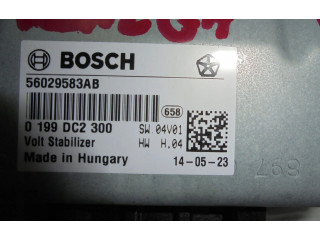 BOSCH
56029583AB
658
0 199 DC2 300 SW 04V01
Volt Stabilizer HW H.04
Made in Hungary 14-05-23